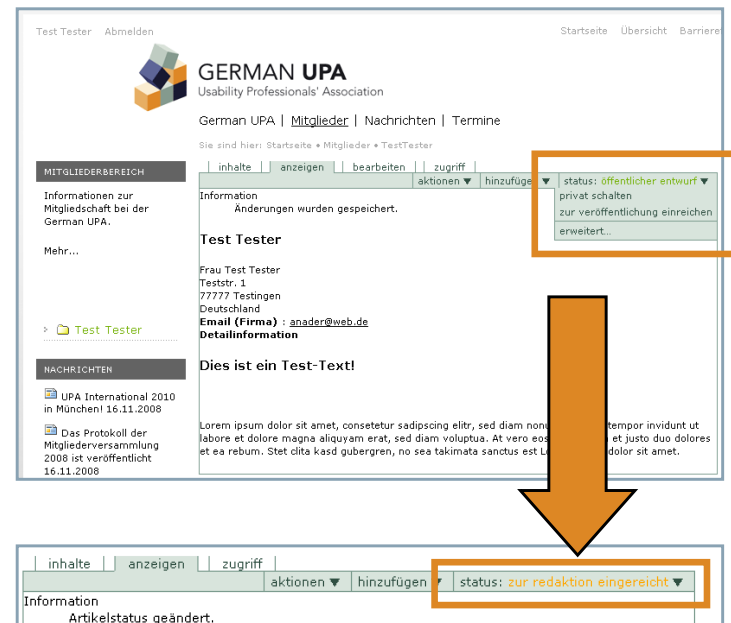 Test Tester Abmelden
Startseite Übersicht
GERMAN UPA
Usability Professionals' Association
German UPA | Mitglieder | Nachrichten | Termine
Sie sind hier: Startseite • Mitglieder • TestTester
MITGLIEDERBEREICH
Informationen zur
Mitgliedschaft bei der
German UPA.
Mehr...
Test Tester
NACHRICHTEN
UPA International 2010
in München! 16.11.2008
Das Protokoll der
Mitgliederversammlung
2008 ist veröffentlicht
16.11.2008
inhalte anzeigen bearbeiten zugriff
aktionen ▼ hinzufügen ▼ status: öffentlicher entwurf ▼
privat schalten
zur veröffentlichung einreichen
erweitert...
Information
Änderungen wurden gespeichert.
Test Tester
Frau Test Tester
Teststr. 1
77777 Testingen
Deutschland
Email (Firma) : anader@web.de
Detailinformation
Dies ist ein Test-Text!
Lorem ipsum dolor sit amet, consetetur sadipscing elitr, sed diam tempor invidunt ut
labore et dolore magna aliquyam erat, sed diam voluptua. At vero et justo duo dolores
et ea rebum. Stet clita kasd gubergren, no sea takimata sanctus est dolor sit amet.
inhalte anzeigen zugriff
aktionen ▼ hinzufügen ▼ status: zur redaktion eingereicht ▼
Information
Artikelstatus geändert.